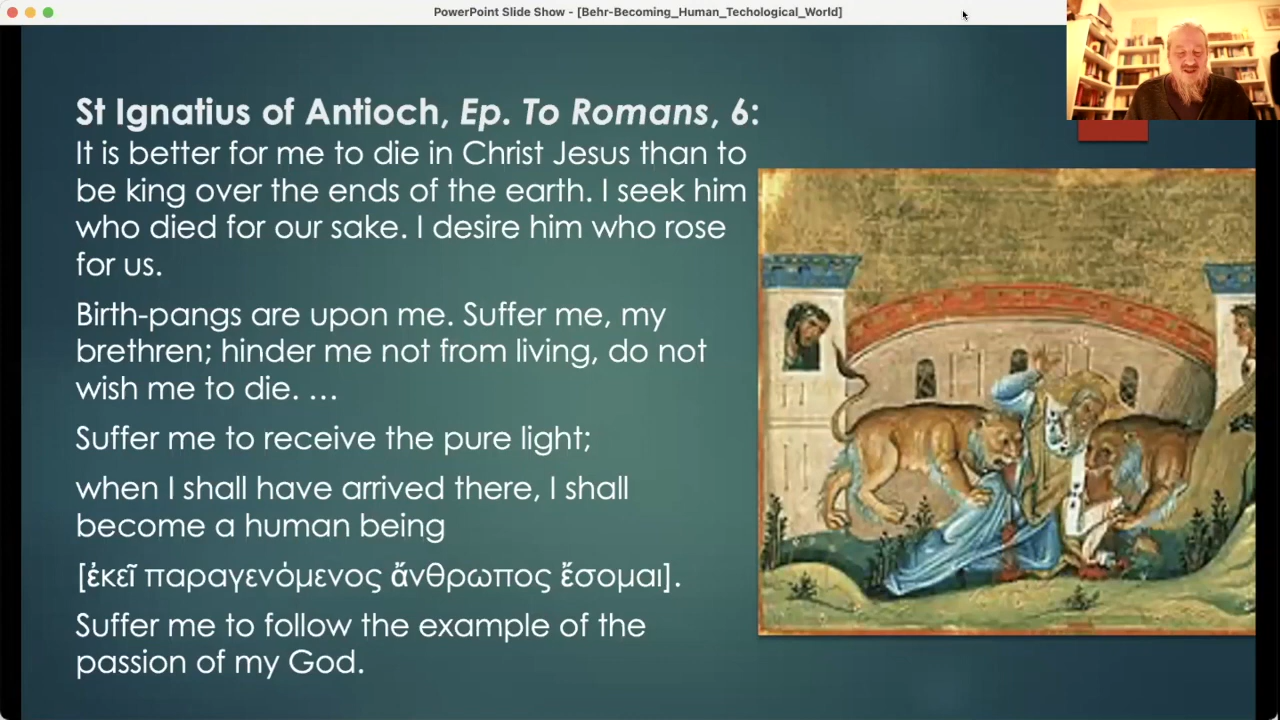 PowerPoint Slide Show - [Behr-Becoming_Human_Techological_World]
St Ignatius of Antioch, Ep. To Romans, 6:
It is better for me to die in Christ Jesus than to
be king over the ends of the earth. I seek him
who died for our sake. I desire him who rose
for us.
Birth-pangs are upon me. Suffer me, my
brethren; hinder me not from living, do not
wish me to die. …
Suffer me to receive the pure light;
when I shall have arrived there, I shall
become a human being
[ἐκεῖ παραγενόμενος ἄνθρωπος ἔσομαι].
Suffer me to follow the example of the
passion of my God.